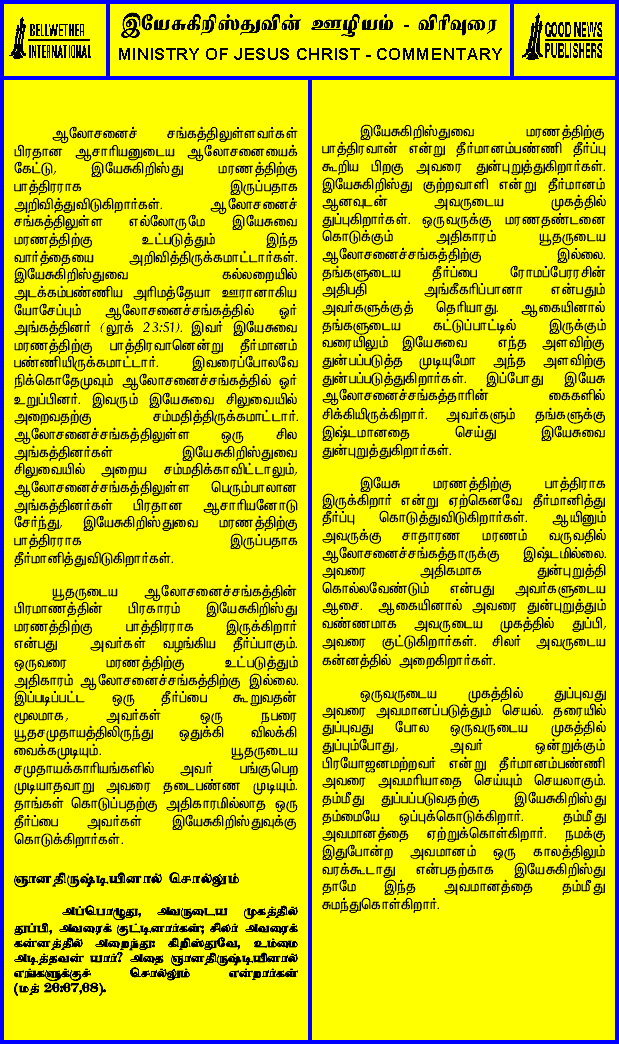 BELLWETHER
INTERNATIONAL
இயேசுகிறிஸ்துவின் ஊழியம் - விரிவுரை
MINISTRY OF JESUS CHRIST - COMMENTARY
GOOD NEWS
PUBLISHERS
ஆலோசனைச் சங்கத்திலுள்ளவர்கள்
பிரதான ஆசாரியனுடைய ஆலோசனையைக்
கேட்டு, இயேசுகிறிஸ்து மரணத்திற்கு
பாத்திரராக இருப்பதாக
அறிவித்துவிடுகிறார்கள். ஆலோசனைச்
சங்கத்திலுள்ள எல்லோருமே இயேசுவை
மரணத்திற்கு உட்படுத்தும் இந்த
வார்த்தையை அறிவித்திருக்கமாட்டார்கள்.
இயேசுகிறிஸ்துவை கல்லறையில்
அடக்கம்பண்ணிய அரிமத்தேயா ஊரானாகிய
யோசேப்பும் ஆலோசனைச்சங்கத்தில் ஓர்
அங்கத்தினர் (லூக் 23:51). இவர் இயேசுவை
மரணத்திற்கு பாத்திரவானென்று தீர்மானம்
பண்ணியிருக்கமாட்டார். இவரைப்போலவே
நிக்கொதேமுவும் ஆலோசனைச்சங்கத்தில் ஓர்
உறுப்பினர். இவரும் இயேசுவை சிலுவையில்
அறைவதற்கு சம்மதித்திருக்கமாட்டார்.
ஆலோசனைச்சங்கத்திலுள்ள ஒரு சில
அங்கத்தினர்கள் இயேசுகிறிஸ்துவை
சிலுவையில் அறைய சம்மதிக்காவிட்டாலும்,
ஆலோசனைச்சங்கத்திலுள்ள பெரும்பாலான
அங்கத்தினர்கள் பிரதான ஆசாரியனோடு
சேர்ந்து, இயேசுகிறிஸ்துவை மரணத்திற்கு
பாத்திரராக இருப்பதாக
தீர்மானித்துவிடுகிறார்கள்.
யூதருடைய ஆலோசனைச்சங்கத்தின்
பிரமாணத்தின் பிரகாரம் இயேசுகிறிஸ்து
மரணத்திற்கு பாத்திரராக இருக்கிறார்
என்பது அவர்கள் வழங்கிய தீர்ப்பாகும்.
ஒருவரை மரணத்திற்கு உட்படுத்தும்
அதிகாரம் ஆலோசனைச்சங்கத்திற்கு இல்லை.
இப்படிப்பட்ட ஒரு தீர்ப்பை கூறுவதன்
மூலமாக, அவர்கள் ஒரு நபரை
யூதசமுதாயத்திலிருந்து ஒதுக்கி விலக்கி
வைக்கமுடியும். யூதருடைய
சமுதாயக்காரியங்களில் அவர் பங்குபெற
முடியாதவாறு அவரை தடைபண்ண முடியும்.
தாங்கள் கொடுப்பதற்கு அதிகாரமில்லாத ஒரு
தீர்ப்பை அவர்கள் இயேசுகிறிஸ்துவுக்கு
கொடுக்கிறார்கள்.
ஞானதிருஷ்டியினால் சொல்லும்
அப்பொழுது, அவருடைய முகத்தில்
துப்பி, அவரைக் குட்டினார்கள்; சிலர் அவரைக்
கன்னத்தில் அறைந்து: கிறிஸ்துவே, உம்மை
அடித்தவன் யார்? அதை ஞானதிருஷ்டியினால்
எங்களுக்குச் சொல்லும் என்றார்கள்
(மத் 26:67,68).
இயேசுகிறிஸ்துவை மரணத்திற்கு
பாத்திரவான் என்று தீர்மானம்பண்ணி தீர்ப்பு
கூறிய பிறகு அவரை துன்புறுத்துகிறார்கள்.
இயேசுகிறிஸ்து குற்றவாளி என்று தீர்மானம்
ஆனவுடன் அவருடைய முகத்தில்
துப்புகிறார்கள். ஒருவருக்கு மரணதண்டனை
கொடுக்கும் அதிகாரம் யூதருடைய
ஆலோசனைச்சங்கத்திற்கு இல்லை.
தங்களுடைய தீர்ப்பை ரோமப்பேரரசின்
அதிபதி அங்கீகரிப்பானா என்பதும்
அவர்களுக்குத் தெரியாது. ஆகையினால்
தங்களுடைய கட்டுப்பாட்டில் இருக்கும்
வரையிலும் இயேசுவை எந்த அளவிற்கு
துன்பப்படுத்த முடியுமோ அந்த அளவிற்கு
துன்பப்படுத்துகிறார்கள். இப்போது இயேசு
ஆலோசனைச்சங்கத்தாரின் கைகளில்
சிக்கியிருக்கிறார். அவர்களும் தங்களுக்கு
இஷ்டமானதை செய்து இயேசுவை
துன்புறுத்துகிறார்கள்.
இயேசு மரணத்திற்கு பாத்திராக
இருக்கிறார் என்று ஏற்கெனவே தீர்மானித்து
தீர்ப்பு கொடுத்துவிடுகிறார்கள். ஆயினும்
அவருக்கு சாதாரண மரணம் வருவதில்
ஆலோசனைச்சங்கத்தாருக்கு இஷ்டமில்லை.
அவரை அதிகமாக துன்புறுத்தி
கொல்லவேண்டும் என்பது அவர்களுடைய
ஆசை. ஆகையினால் அவரை துன்புறுத்தும்
வண்ணமாக அவருடைய முகத்தில் துப்பி,
அவரை குட்டுகிறார்கள். சிலர் அவருடைய
கன்னத்தில் அறைகிறார்கள்.
ஒருவருடைய முகத்தில் துப்புவது
அவரை அவமானப்படுத்தும் செயல். தரையில்
துப்புவது போல ஒருவருடைய முகத்தில்
துப்பும்போது, அவர் ஒன்றுக்கும்
பிரயோஜனமற்றவர் என்று தீர்மானம்பண்ணி
அவரை அவமரியாதை செய்யும் செயலாகும்.
தம்மீது துப்பப்படுவதற்கு இயேசுகிறிஸ்து
தம்மையே ஒப்புக்கொடுக்கிறார். தம்மீது
அவமானத்தை ஏற்றுக்கொள்கிறார். நமக்கு
இதுபோன்ற அவமானம் ஒரு காலத்திலும்
வரக்கூடாது என்பதற்காக இயேசுகிறிஸ்து
தாமே இந்த அவமானத்தை தம்மீது
சுமந்துகொள்கிறார்.